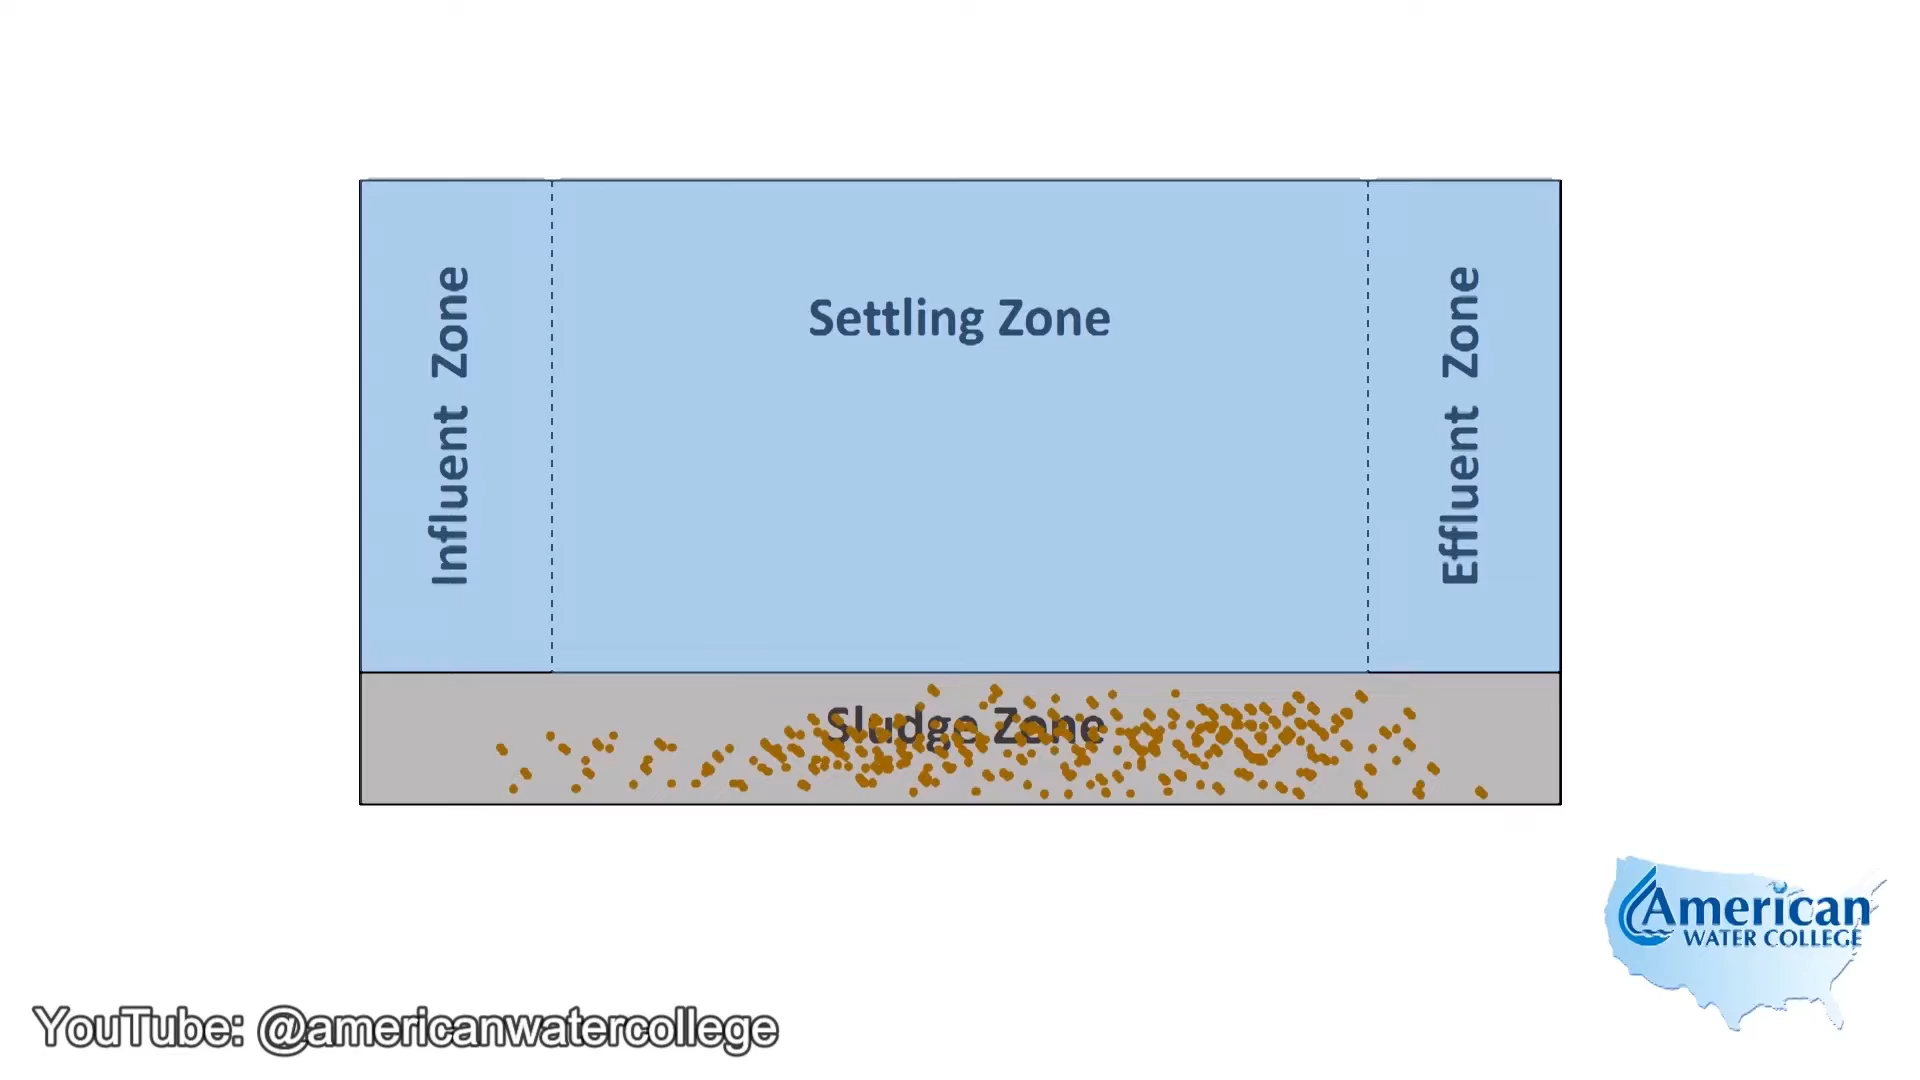 Influent Zone
Settling Zone
Effluent Zone
Sludge Zone
American
WATER COLLEGE
YouTube: @americanwatercollege